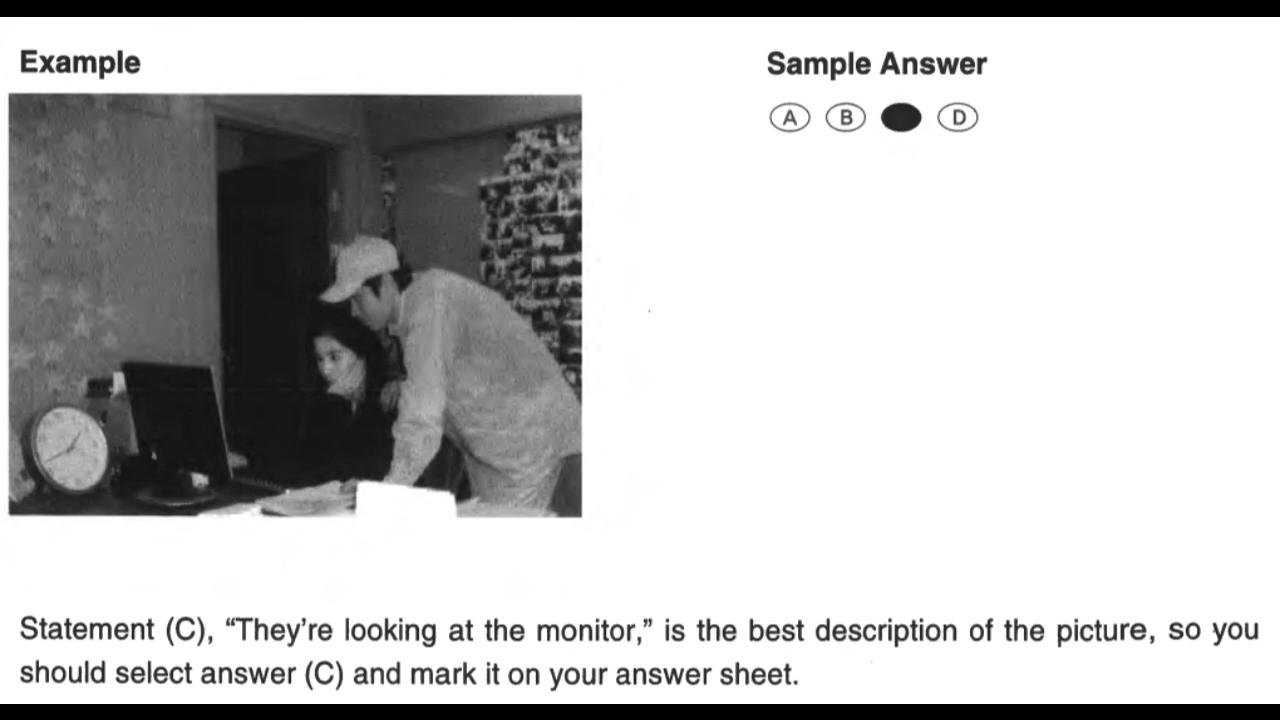 Example
Sample Answer
A B D
Statement (C), “They’re looking at the monitor,” is the best description of the picture, so you
should select answer (C) and mark it on your answer sheet.